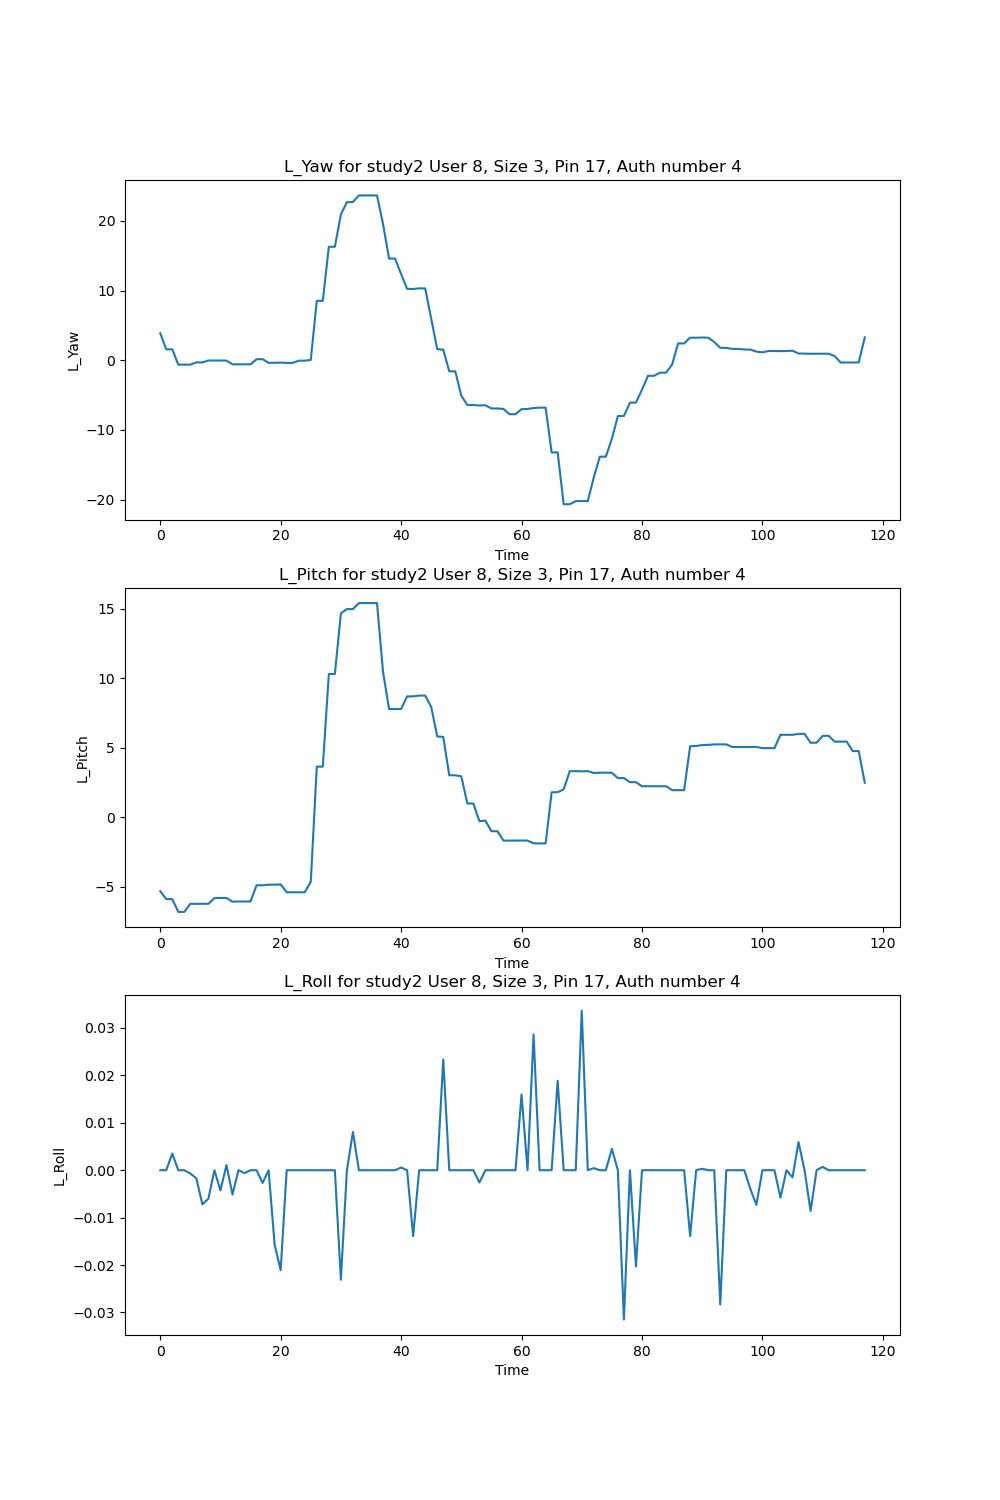 L_Yaw for study2 User 8, Size 3, Pin 17, Auth number 4
20
10
0
−10
−20
L_Yaw
0 20 40 60 80 100 120
Time
L_Pitch for study2 User 8, Size 3, Pin 17, Auth number 4
15
10
5
0
−5
L_Pitch
0 20 40 60 80 100 120
Time
L_Roll for study2 User 8, Size 3, Pin 17, Auth number 4
0.03
0.02
0.01
0.00
−0.01
−0.02
−0.03
L_Roll
0 20 40 60 80 100 120
Time